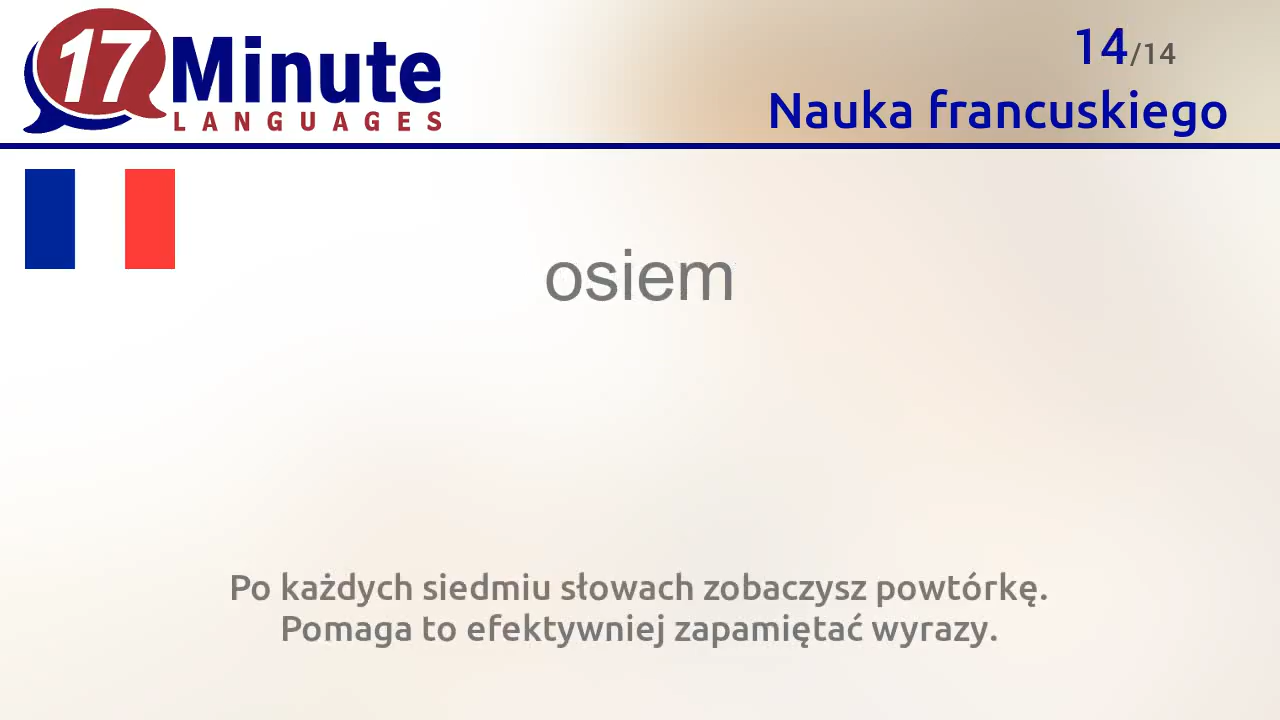 17 Minute
LANGUAGES
14/14
Nauka francuskiego
osiem
Po każdych siedmiu słowach zobaczysz powtórkę.
Pomaga to efektywniej zapamiętać wyrazy.